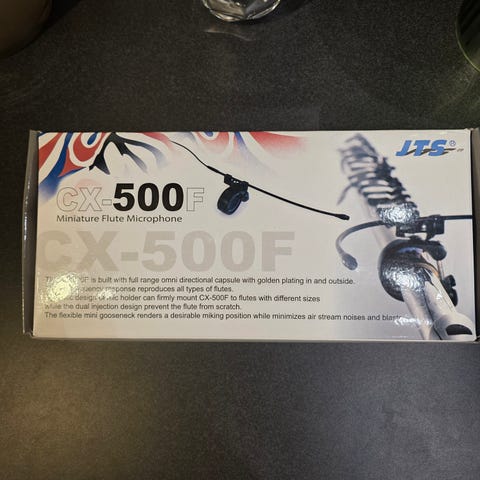 JTS®
CX-500F
Miniature Flute Microphone
CX-500F
is built with full range omni directional capsule with golden plating in and outside.
response reproduces all types of flutes.
design of mic holder can firmly mount CX-500F to flutes with different sizes
while the dual injection design prevent the flute from scratch.
The flexible mini gooseneck renders a desirable miking position while minimizes air stream noises and